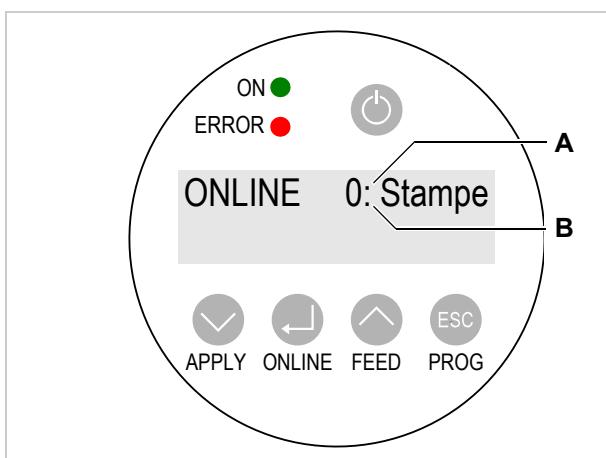 ON
ERROR
A
ONLINE 0: Stampe
B
ESC
APPLY ONLINE FEED PROG